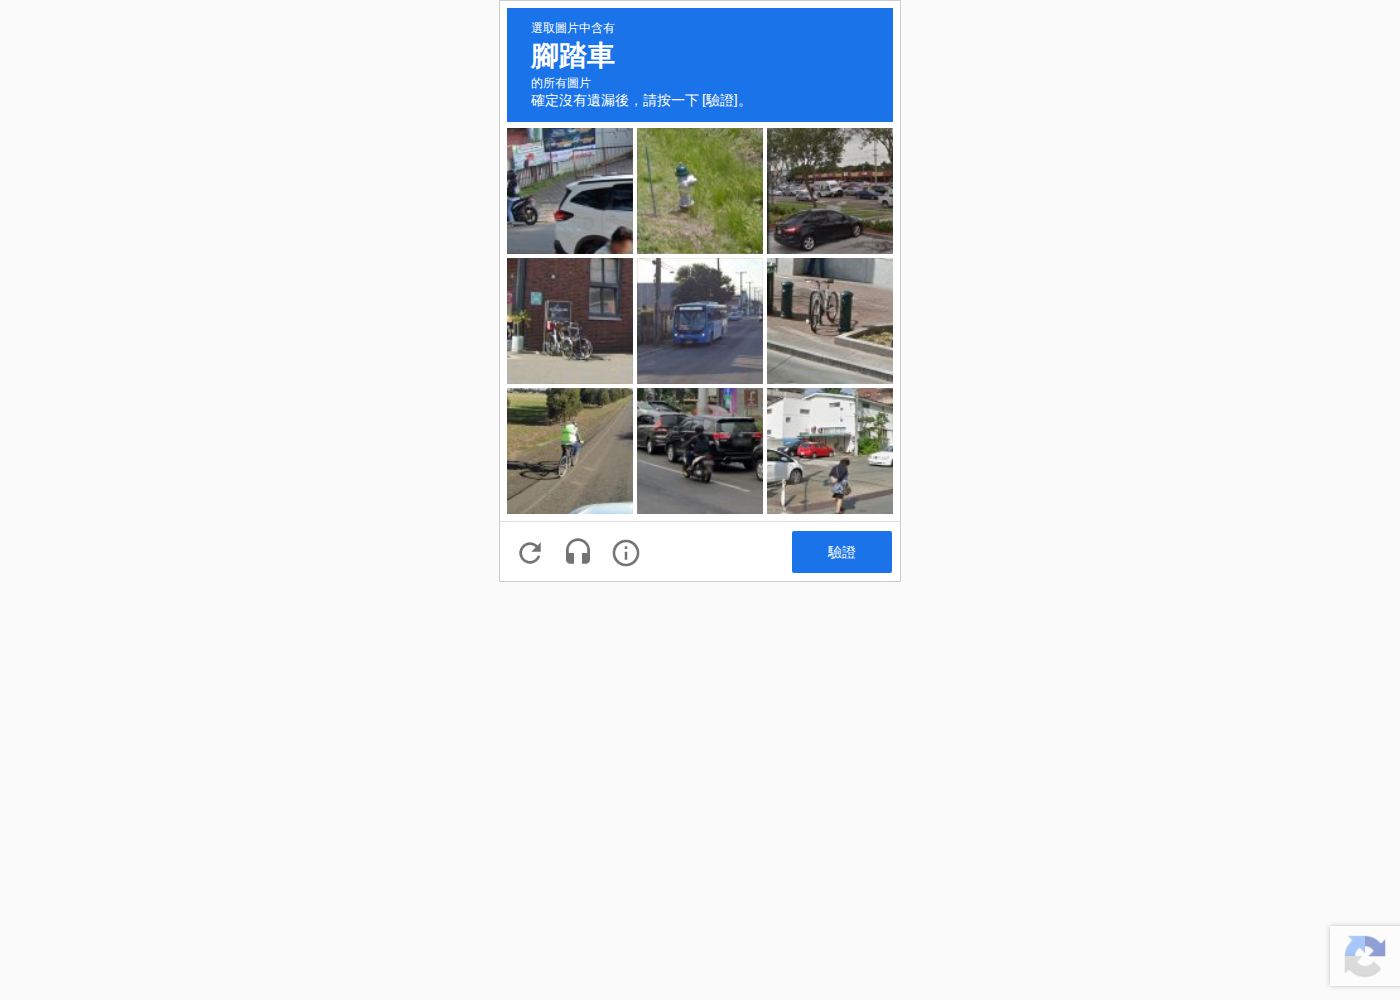 選取圖片中含有
腳踏車
的所有圖片
確定沒有遺漏後，請按一下 [驗證]。
驗證